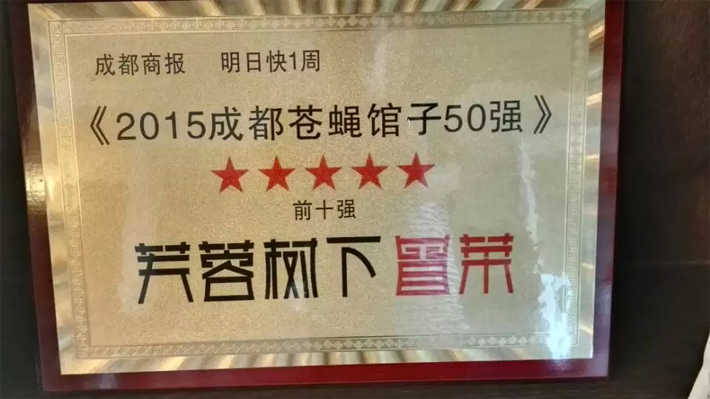 成都商报 明日快1周
《2015成都苍蝇馆子50强》
★★★★★
前十强
芙蓉树下冒菜